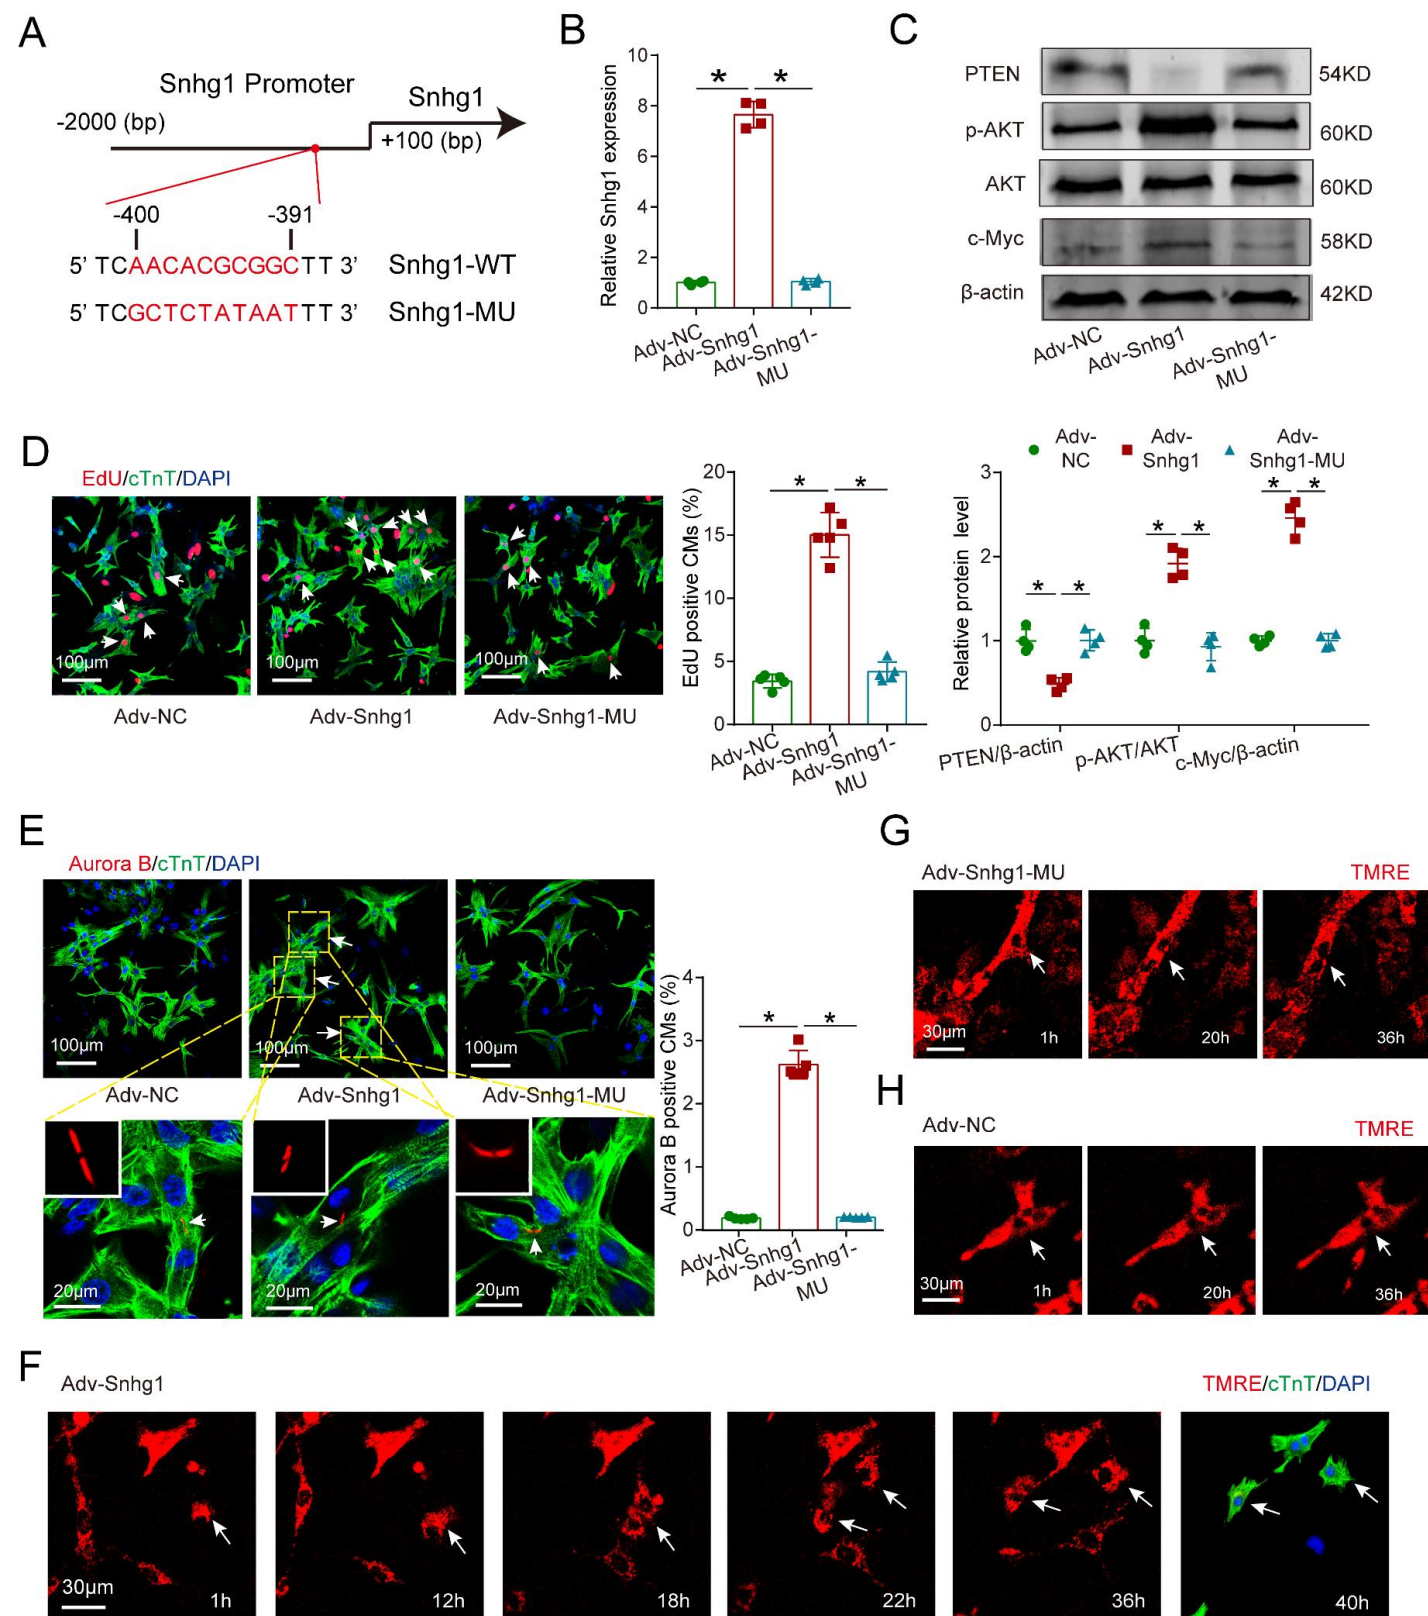 A
Snhg1 Promoter
Snhg1
-2000 (bp)
+100 (bp)
-400
-391
5’ TCAACACGCGGCTT 3’ Snhg1-WT
5’ TCGCTCTATAATTT 3’ Snhg1-MU
B
Relative Snhg1 expression
10
8
6
4
2
0
* *
Adv-NC
Adv-Snhg1
Adv-Snhg1-
MU
C
PTEN 54KD
p-AKT 60KD
AKT 60KD
c-Myc 58KD
β-actin 42KD
Adv-NC
Adv-Snhg1
Adv-Snhg1-
MU
Adv-
NC
Adv-
Snhg1
Adv-
Snhg1-MU
Relative protein level
3
2
1
0
* *
* *
* *
PTEN/β-actin
p-AKT/AKT
c-Myc/β-actin
D
EdU/cTnT/DAPI
100µm
100µm
100µm
Adv-NC
Adv-Snhg1
Adv-Snhg1-MU
EdU positive CMs (%)
20
15
10
5
0
* *
Adv-NC
Adv-Snhg1
Adv-Snhg1-
MU
E
Aurora B/cTnT/DAPI
100µm
100µm
100µm
Adv-NC
Adv-Snhg1
Adv-Snhg1-MU
20µm
20µm
20µm
Aurora B positive CMs (%)
4
3
2
1
0
* *
Adv-NC
Adv-Snhg1
Adv-Snhg1-
MU
G
Adv-Snhg1-MU
TMRE
30µm
1h
20h
36h
H
Adv-NC
TMRE
30µm
1h
20h
36h
F
Adv-Snhg1
TMRE/cTnT/DAPI
30µm
1h
12h
18h
22h
36h
40h